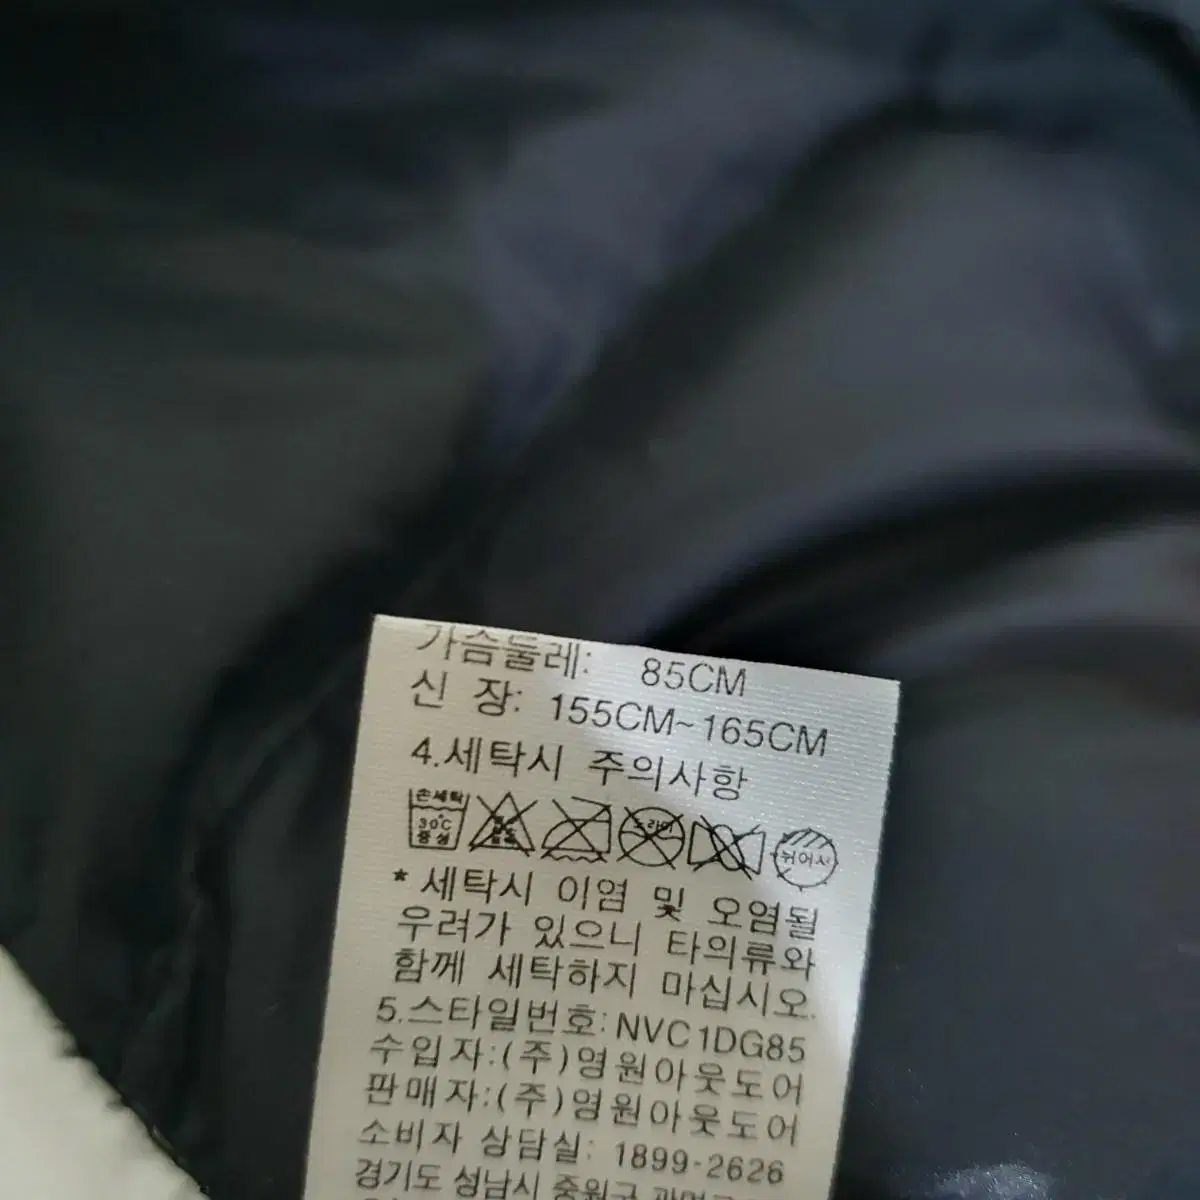 가슴둘레: 85CM
신 장: 155CM~165CM
4.세탁시 주의사항
손세탁 30℃ 중성 드라이 뉘어서
* 세탁시 이염 및 오염될
우려가 있으니 타의류와
함께 세탁하지 마십시오.
5.스타일번호: NVC1DG85
수입자:(주)영원아웃도어
판매자:(주)영원아웃도어
소비자 상담실: 1899-2626
경기도 성남시 중원구